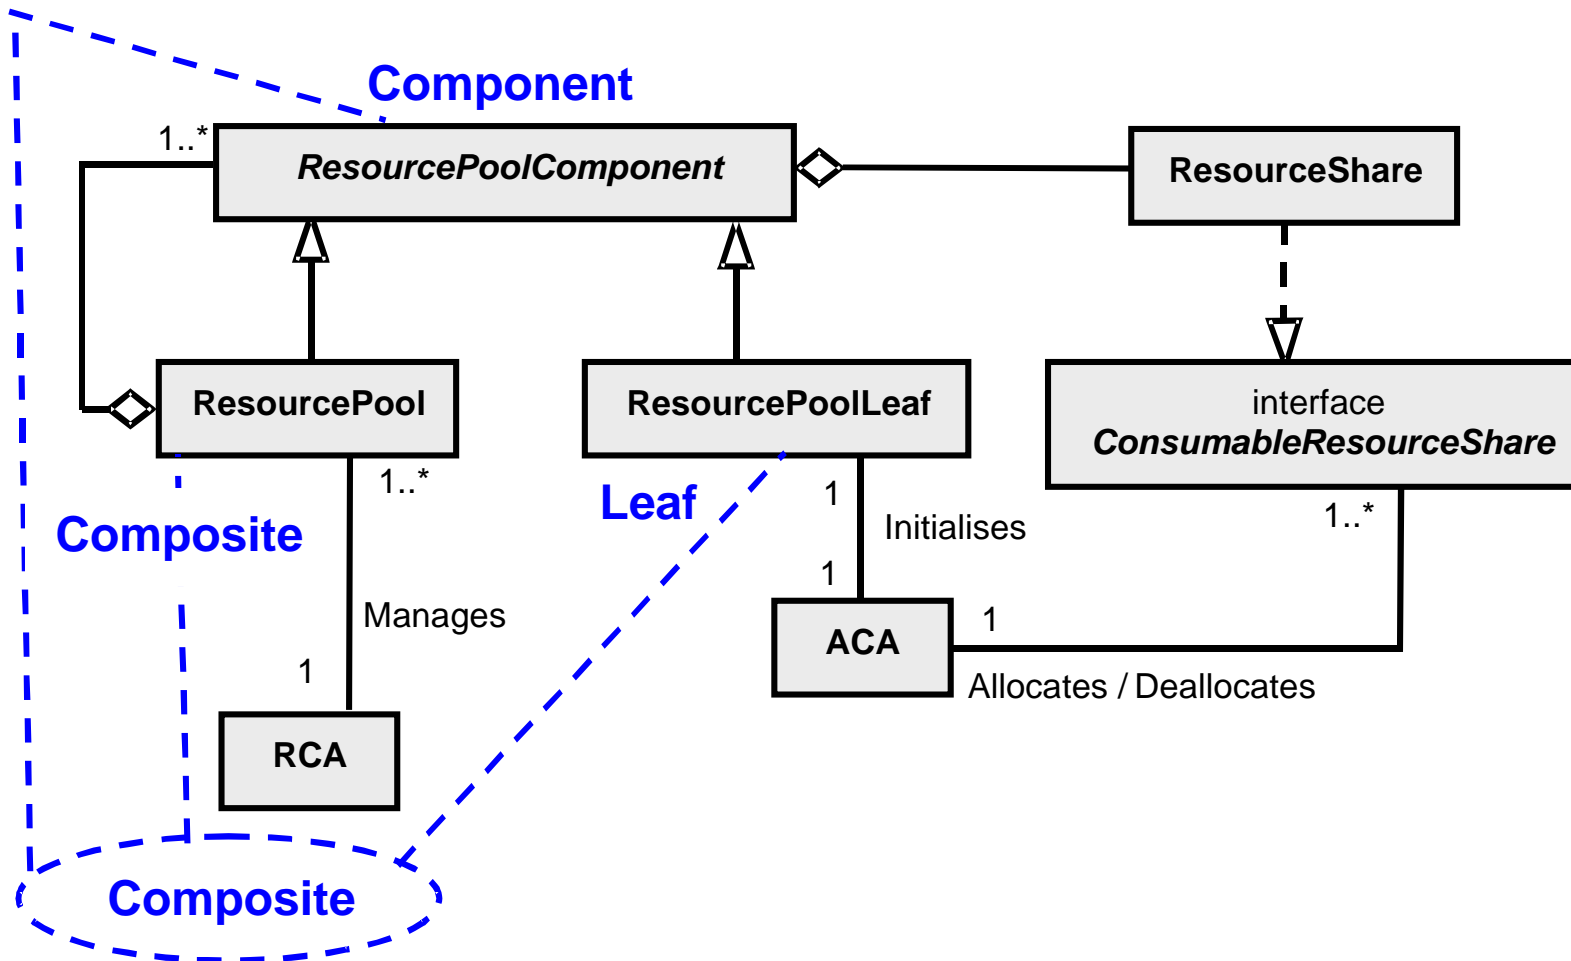 Component
1..*
ResourcePoolComponent
ResourceShare
ResourcePool
ResourcePoolLeaf
interface
ConsumableResourceShare
1..*
Leaf
1
1..*
Composite
Initialises
1
Manages
1
ACA
1
Allocates / Deallocates
RCA
Composite